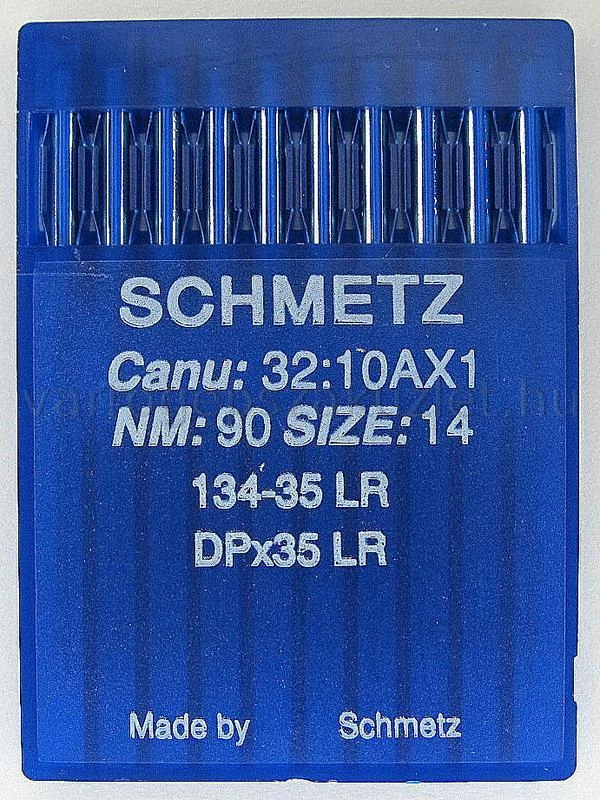 SCHMETZ
Canu: 32:10AX1
NM: 90 SIZE: 14
134-35 LR
DPx35 LR
Made by Schmetz